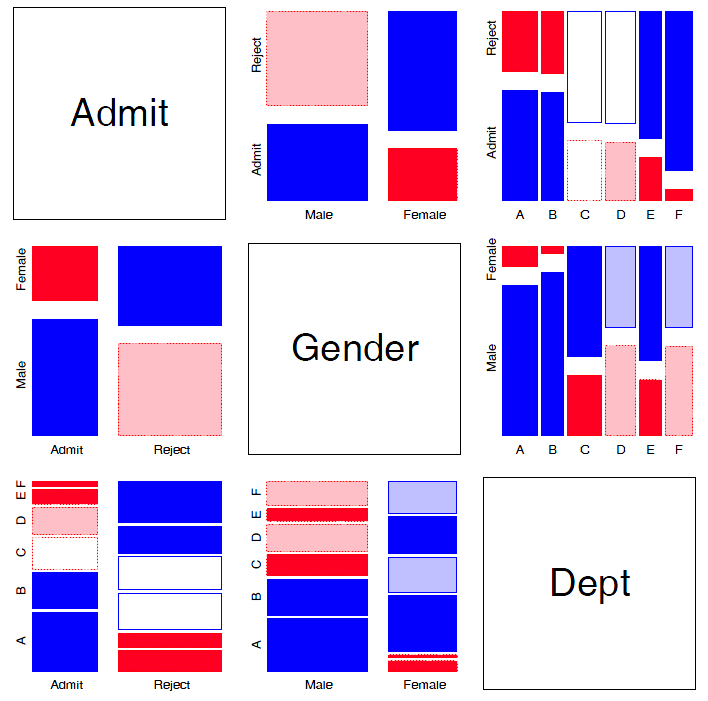 Admit
Reject
Admit
Male Female
Reject
Admit
A B C D E F
Female
Male
Admit Reject
Gender
Female
Male
A B C D E F
F
E
D
C
B
A
Admit Reject
F
E
D
C
B
A
Male Female
Dept